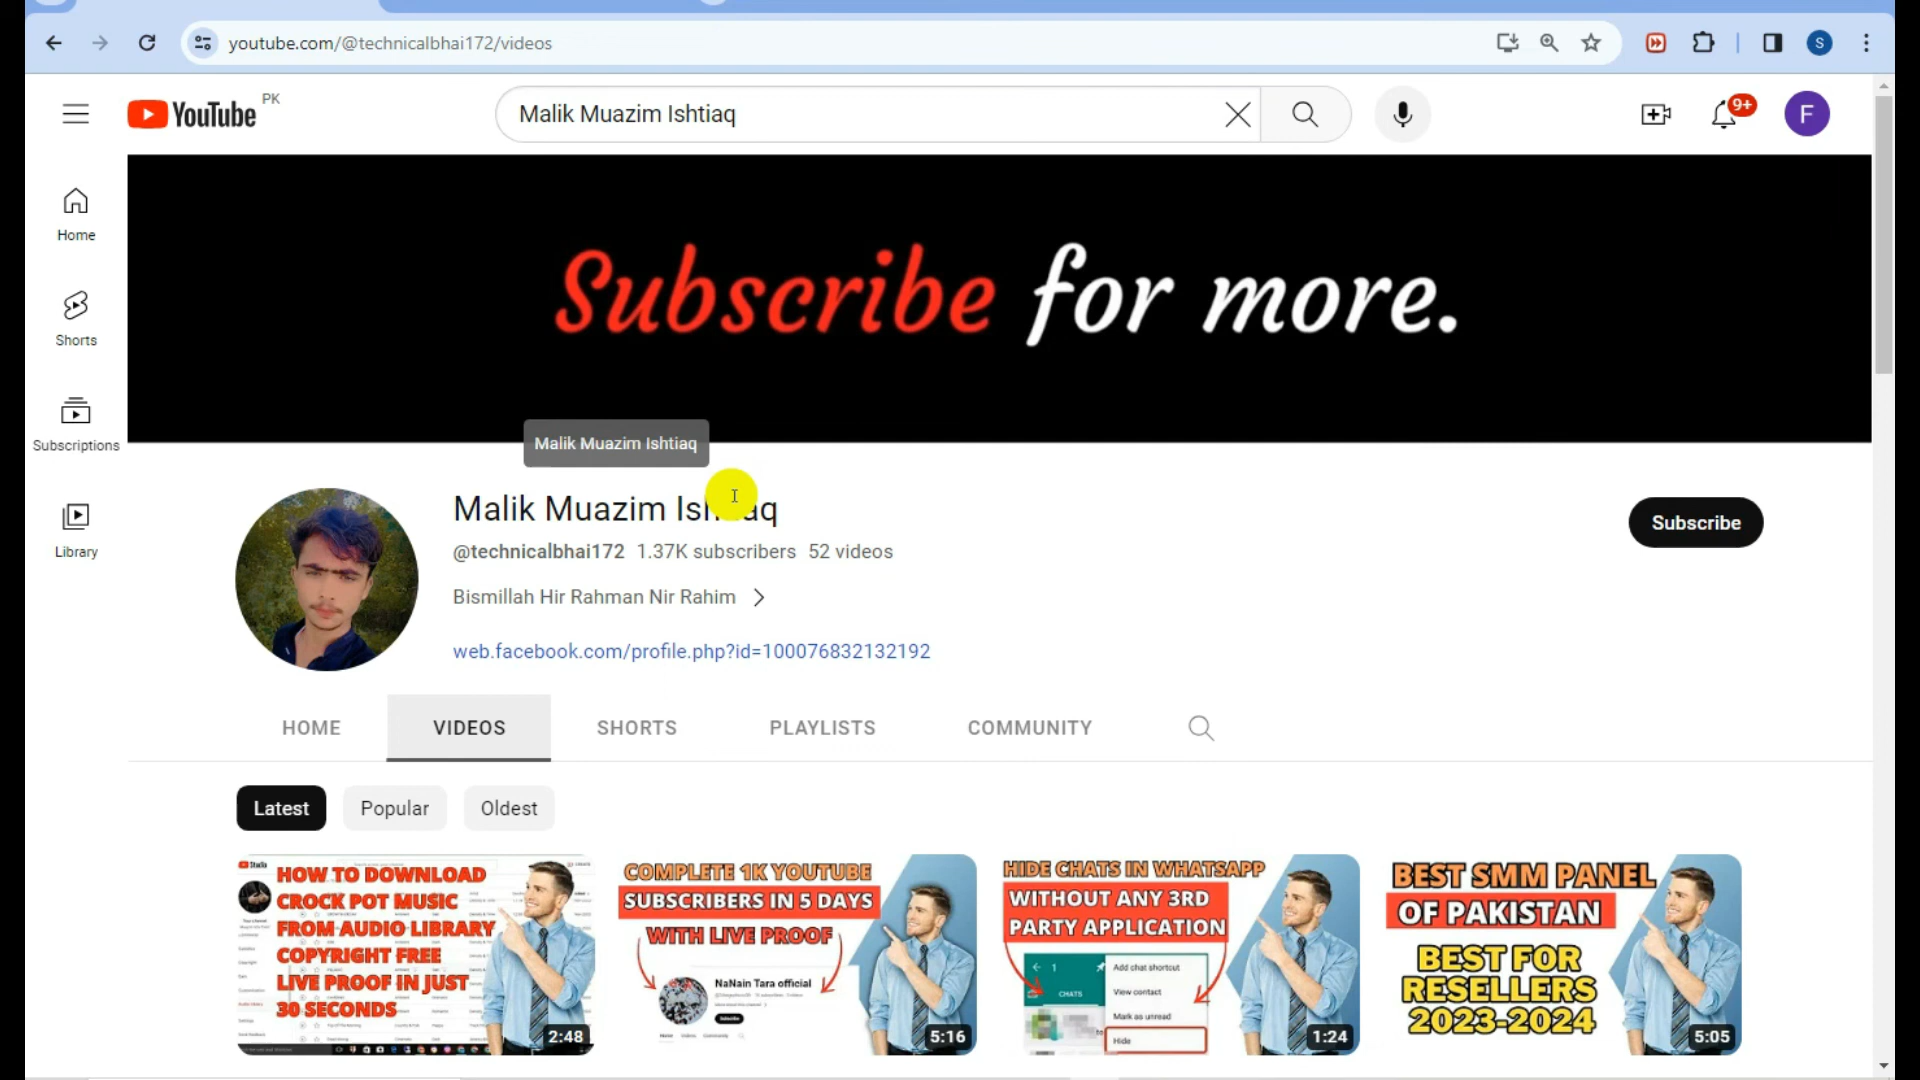 youtube.com/@technicalbhai172/videos
S
YouTube PK
Malik Muazim Ishtiaq
9+
F
Home
Shorts
Subscriptions
Library
Subscribe for more.
Malik Muazim Ishtiaq
Malik Muazim Ishtiaq
@technicalbhai172 1.37K subscribers 52 videos
Subscribe
Bismillah Hir Rahman Nir Rahim
web.facebook.com/profile.php?id=100076832132192
HOME VIDEOS SHORTS PLAYLISTS COMMUNITY
Latest Popular Oldest
Studio
HOW TO DOWNLOAD
CROCK POT MUSIC
FROM AUDIO LIBRARY
COPYRIGHT FREE
LIVE PROOF IN JUST
30 SECONDS
2:48
COMPLETE 1K YOUTUBE
SUBSCRIBERS IN 5 DAYS
WITH LIVE PROOF
NaNain Tara official
Subscribe
5:16
HIDE CHATS IN WHATSAPP
WITHOUT ANY 3RD
PARTY APPLICATION
1
CHATS
Add chat shortcut
View contact
Mark as unread
Hide
1:24
BEST SMM PANEL
OF PAKISTAN
BEST FOR
RESELLERS
2023-2024
5:05